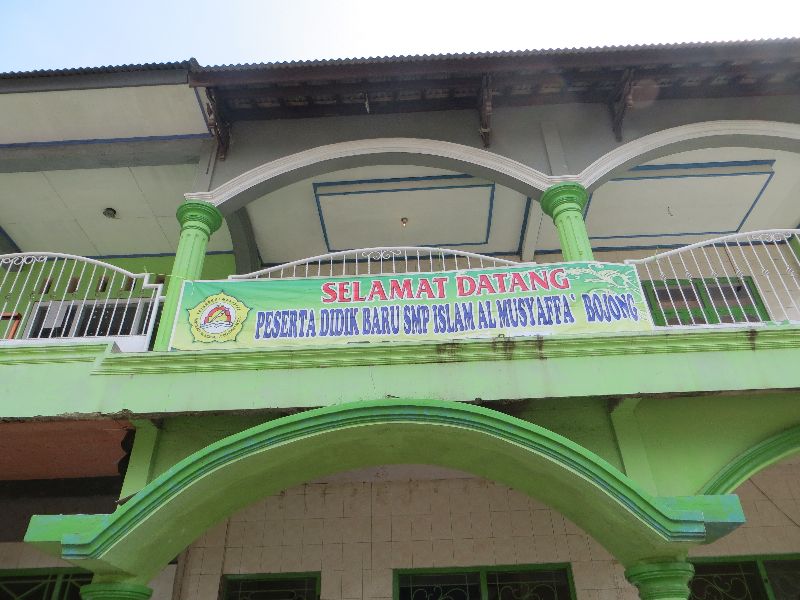 SELAMAT DATANG
PESERTA DIDIK BARU SMP ISLAM AL MUSYAFFA' BOJONG